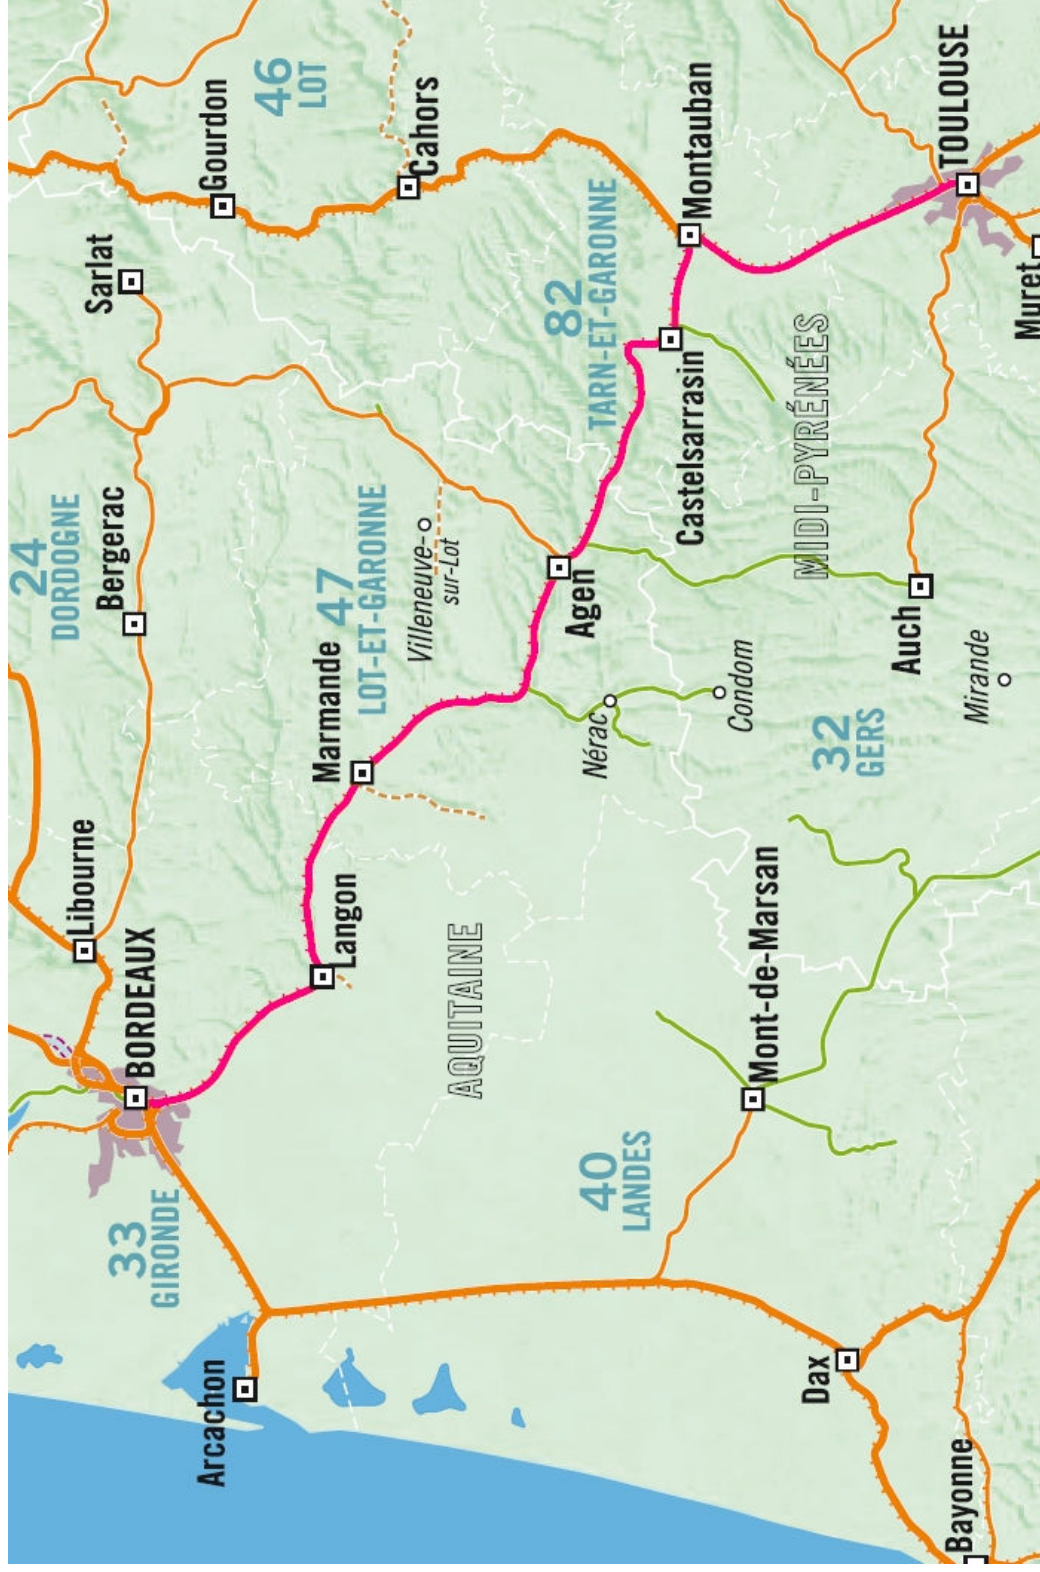 24
DORDOGNE
Sarlat
46
LOT
Gourdon
Libourne
Bergerac
BORDEAUX
Cahors
33
GIRONDE
Marmande
47
LOT-ET-GARONNE
Villeneuve-
sur-Lot
Arcachon
Langon
82
TARN-ET-GARONNE
Montauban
Agen
Castelsarrasin
AQUITAINE
Nérac
Condom
MIDI-PYRÉNÉES
TOULOUSE
40
LANDES
Mont-de-Marsan
32
GERS
Auch
Mirande
Muret
Dax
Bayonne